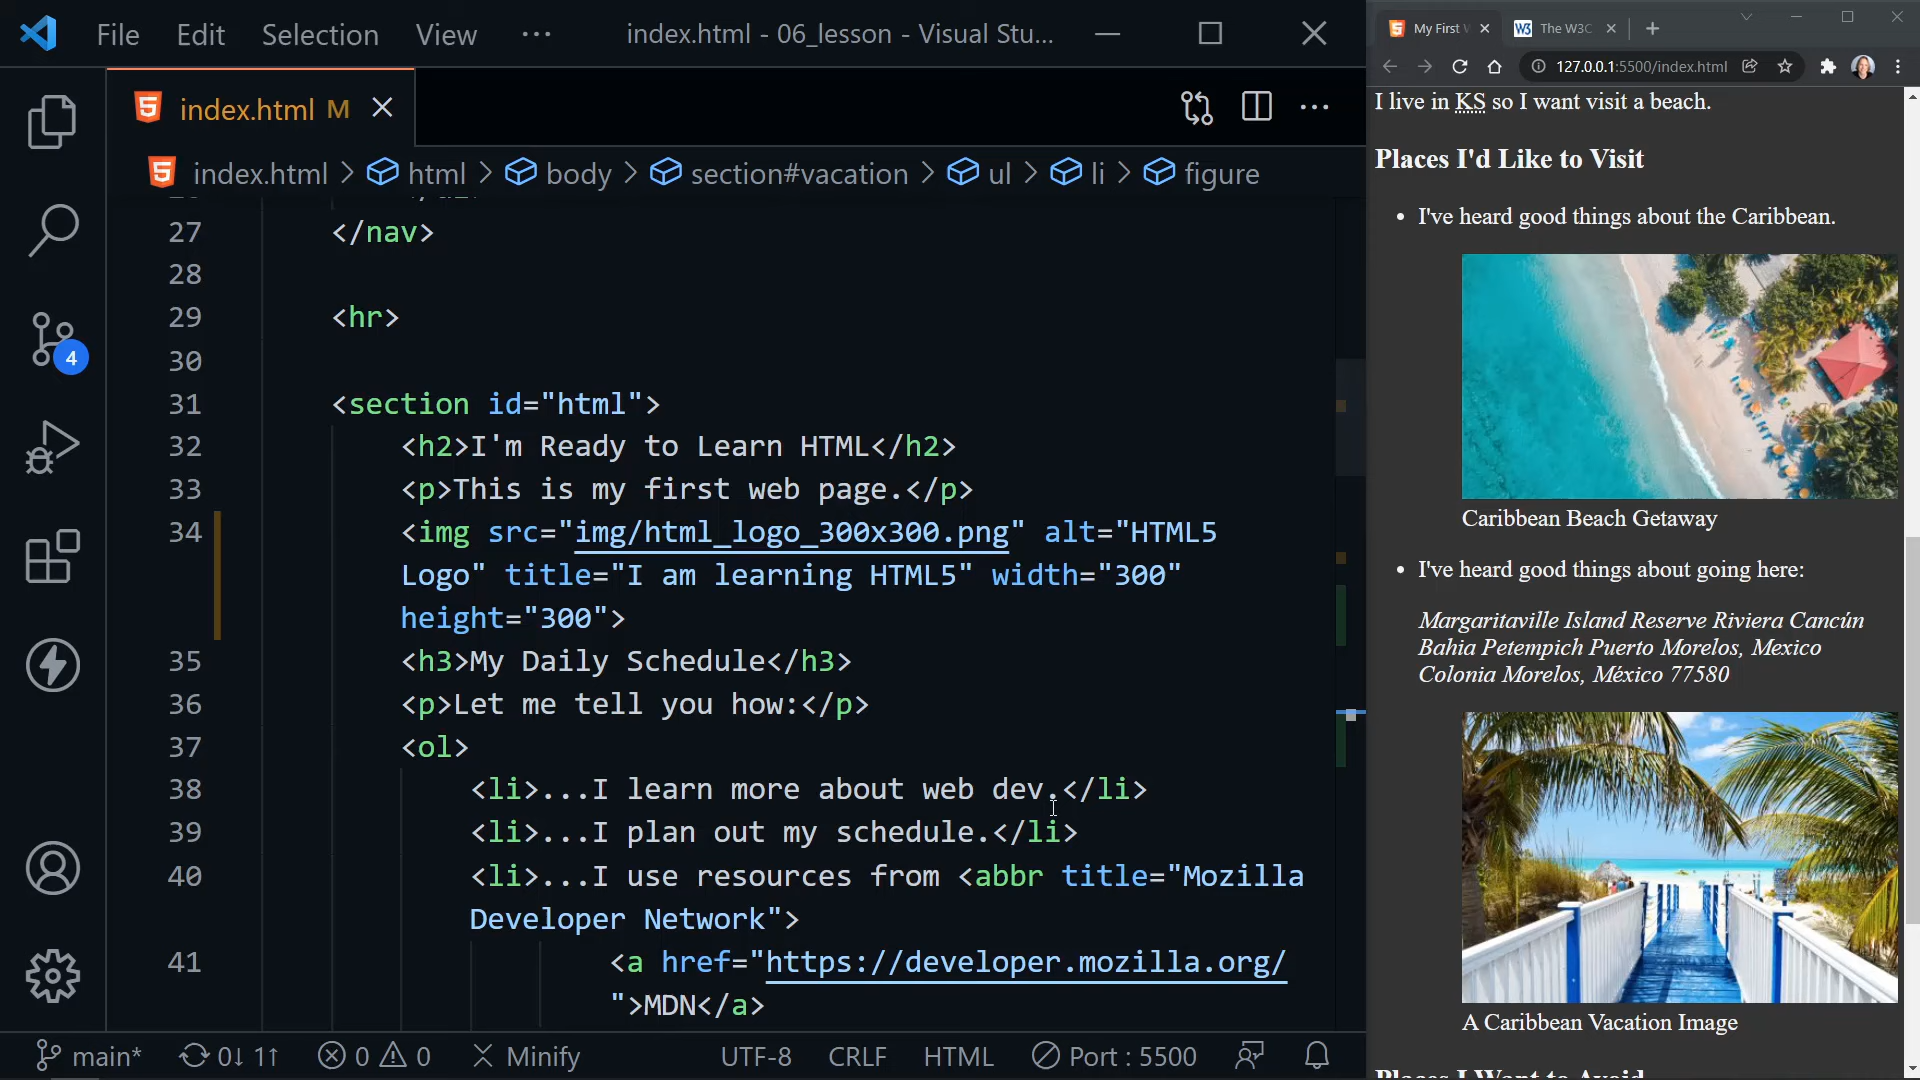 File Edit Selection View ··· index.html - 06_lesson - Visual Stu...
index.html M
index.html > html > body > section#vacation > ul > li > figure
27 </nav>
28
29 <hr>
30
31 <section id="html">
32 <h2>I'm Ready to Learn HTML</h2>
33 <p>This is my first web page.</p>
34 <img src="img/html_logo_300x300.png" alt="HTML5
Logo" title="I am learning HTML5" width="300"
height="300">
35 <h3>My Daily Schedule</h3>
36 <p>Let me tell you how:</p>
37 <ol>
38 <li>...I learn more about web dev.</li>
39 <li>...I plan out my schedule.</li>
40 <li>...I use resources from <abbr title="Mozilla
Developer Network">
41 <a href="https://developer.mozilla.org/
">MDN</a>
4
main* 0↓ 1↑ 0 0 Minify UTF-8 CRLF HTML Port : 5500
My First W
The W3C
127.0.0.1:5500/index.html
I live in KS so I want visit a beach.
Places I'd Like to Visit
• I've heard good things about the Caribbean.
Caribbean Beach Getaway
• I've heard good things about going here:
Margaritaville Island Reserve Riviera Cancún
Bahia Petempich Puerto Morelos, Mexico
Colonia Morelos, México 77580
A Caribbean Vacation Image
Places I Want to Avoid